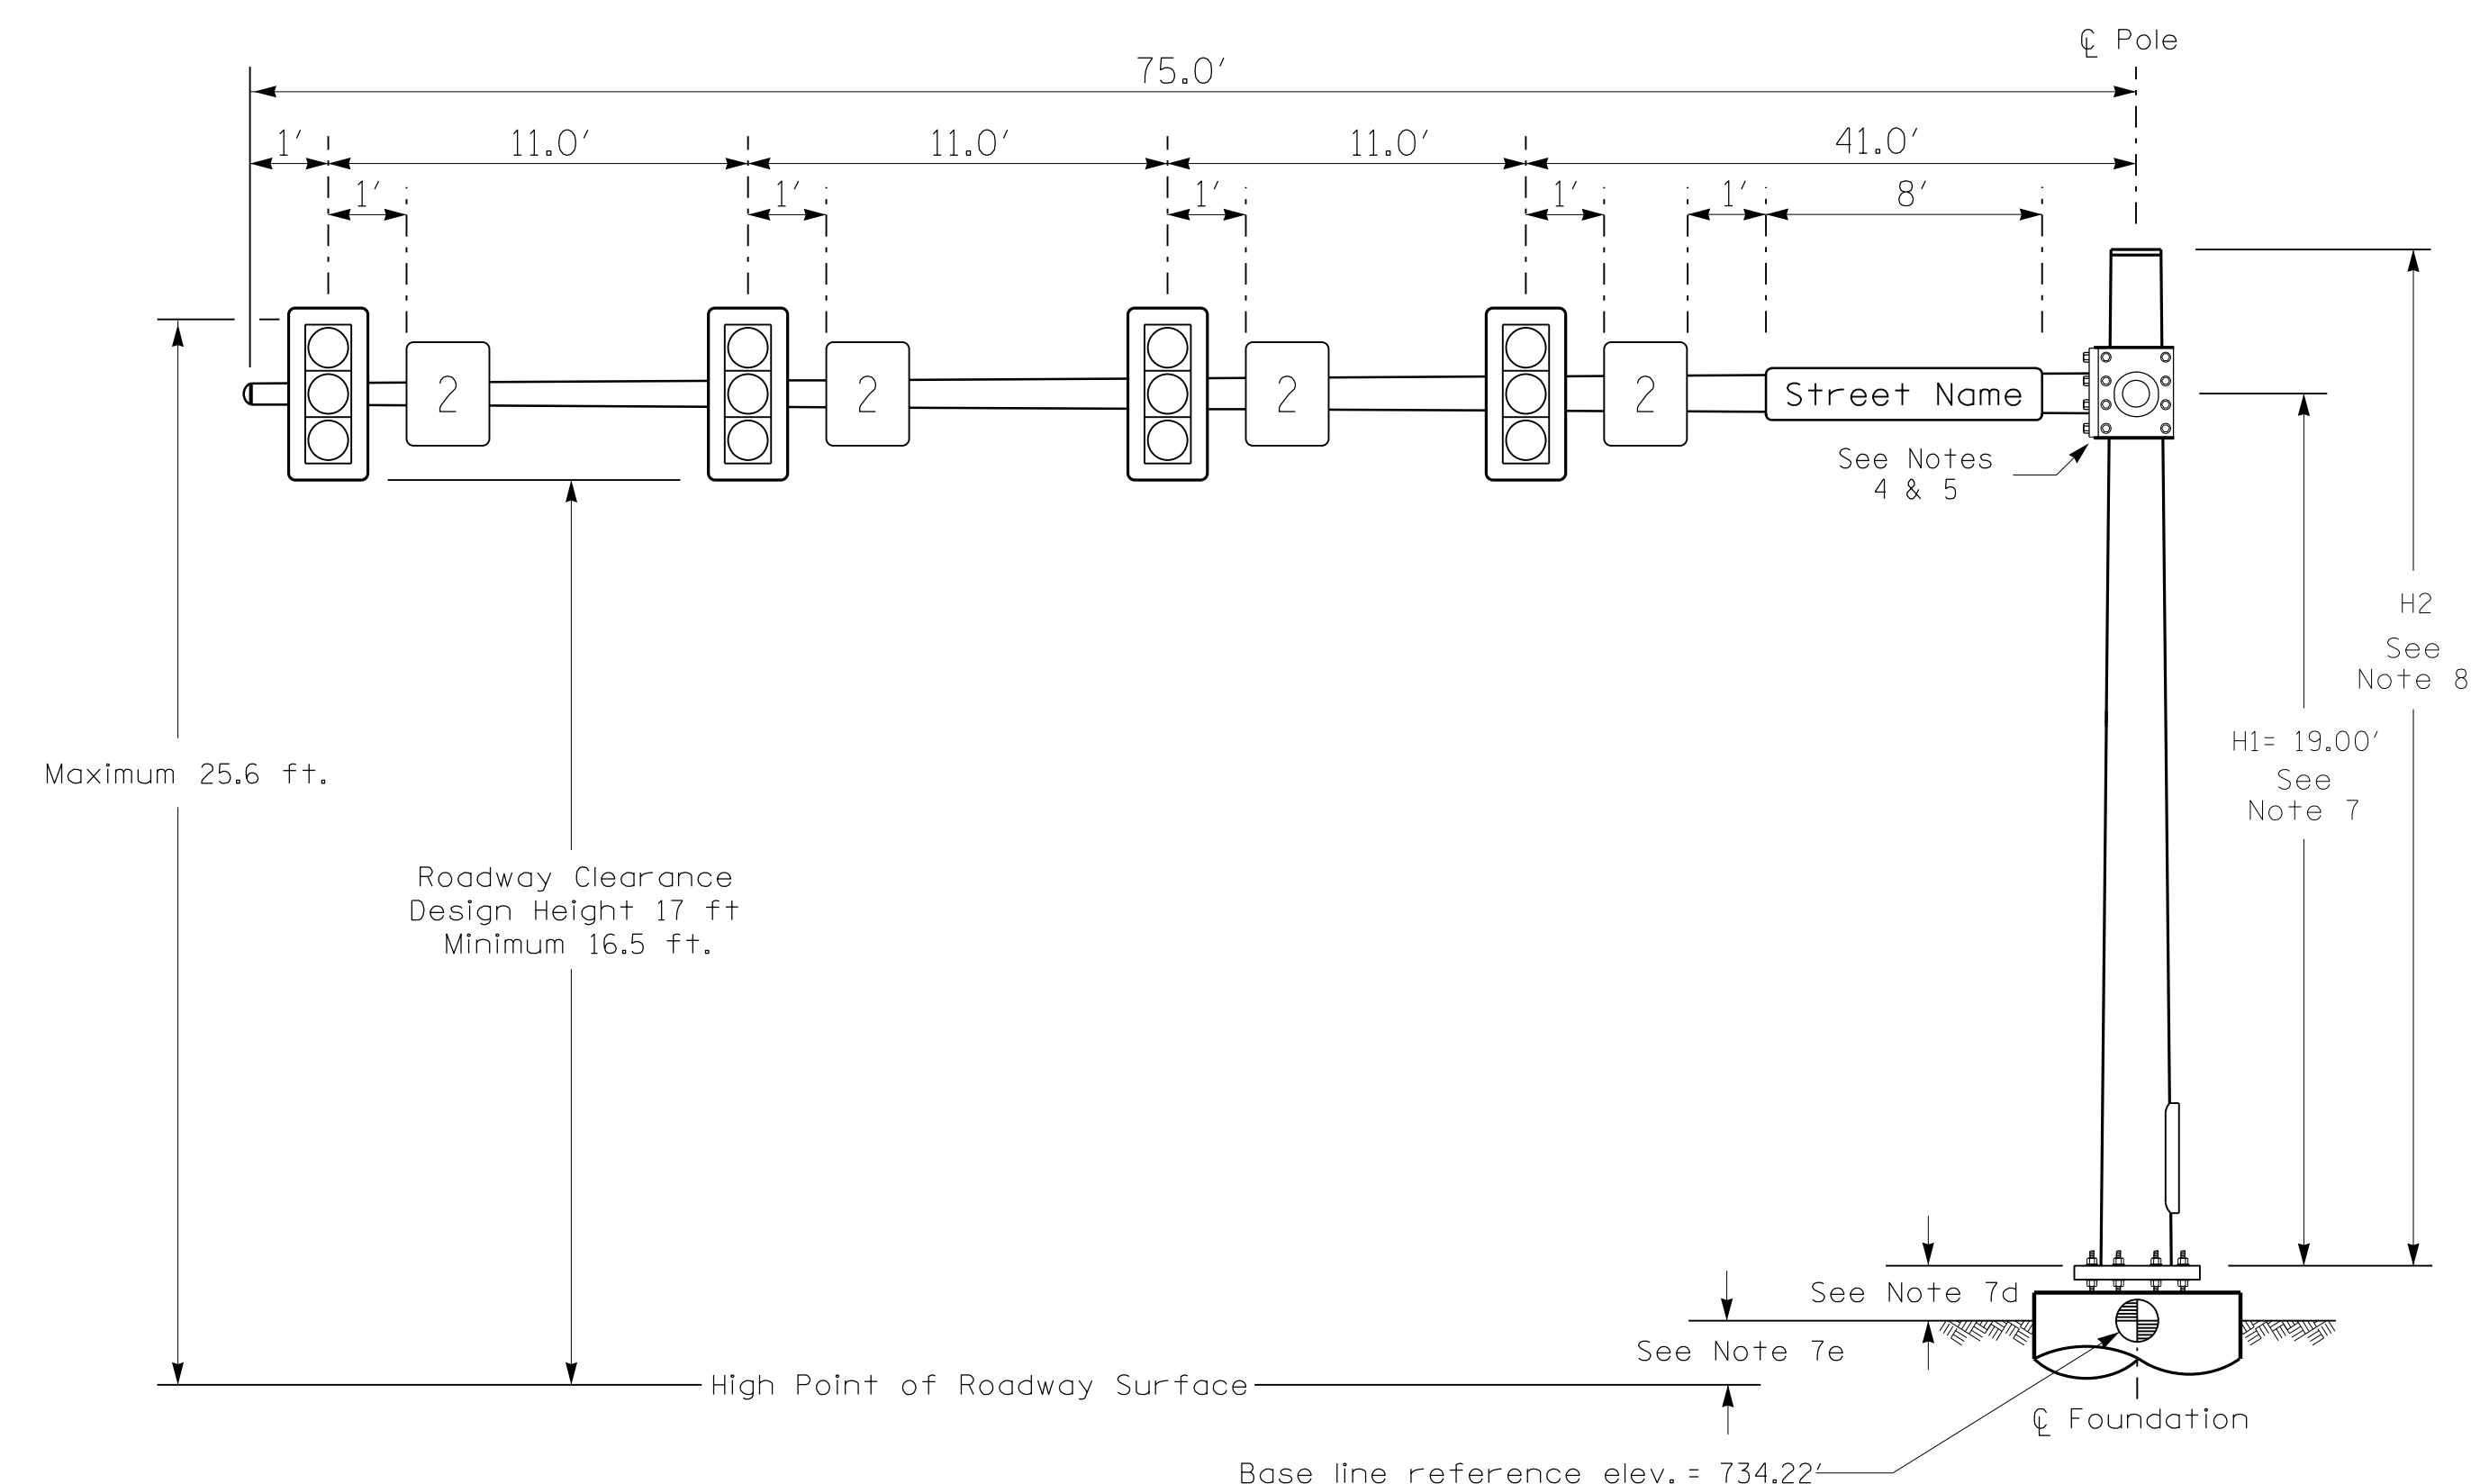 ℄ Pole
75.0′
1′ 11.0′ 11.0′ 11.0′ 41.0′
1′ 1′ 1′ 1′ 1′ 8′
2 2 2 2 Street Name
See Notes
4 & 5
H2
See
Note 8
H1= 19.00′
See
Note 7
Maximum 25.6 ft.
Roadway Clearance
Design Height 17 ft
Minimum 16.5 ft.
See Note 7d
See Note 7e
High Point of Roadway Surface
℄ Foundation
Base line reference elev. = 734.22′